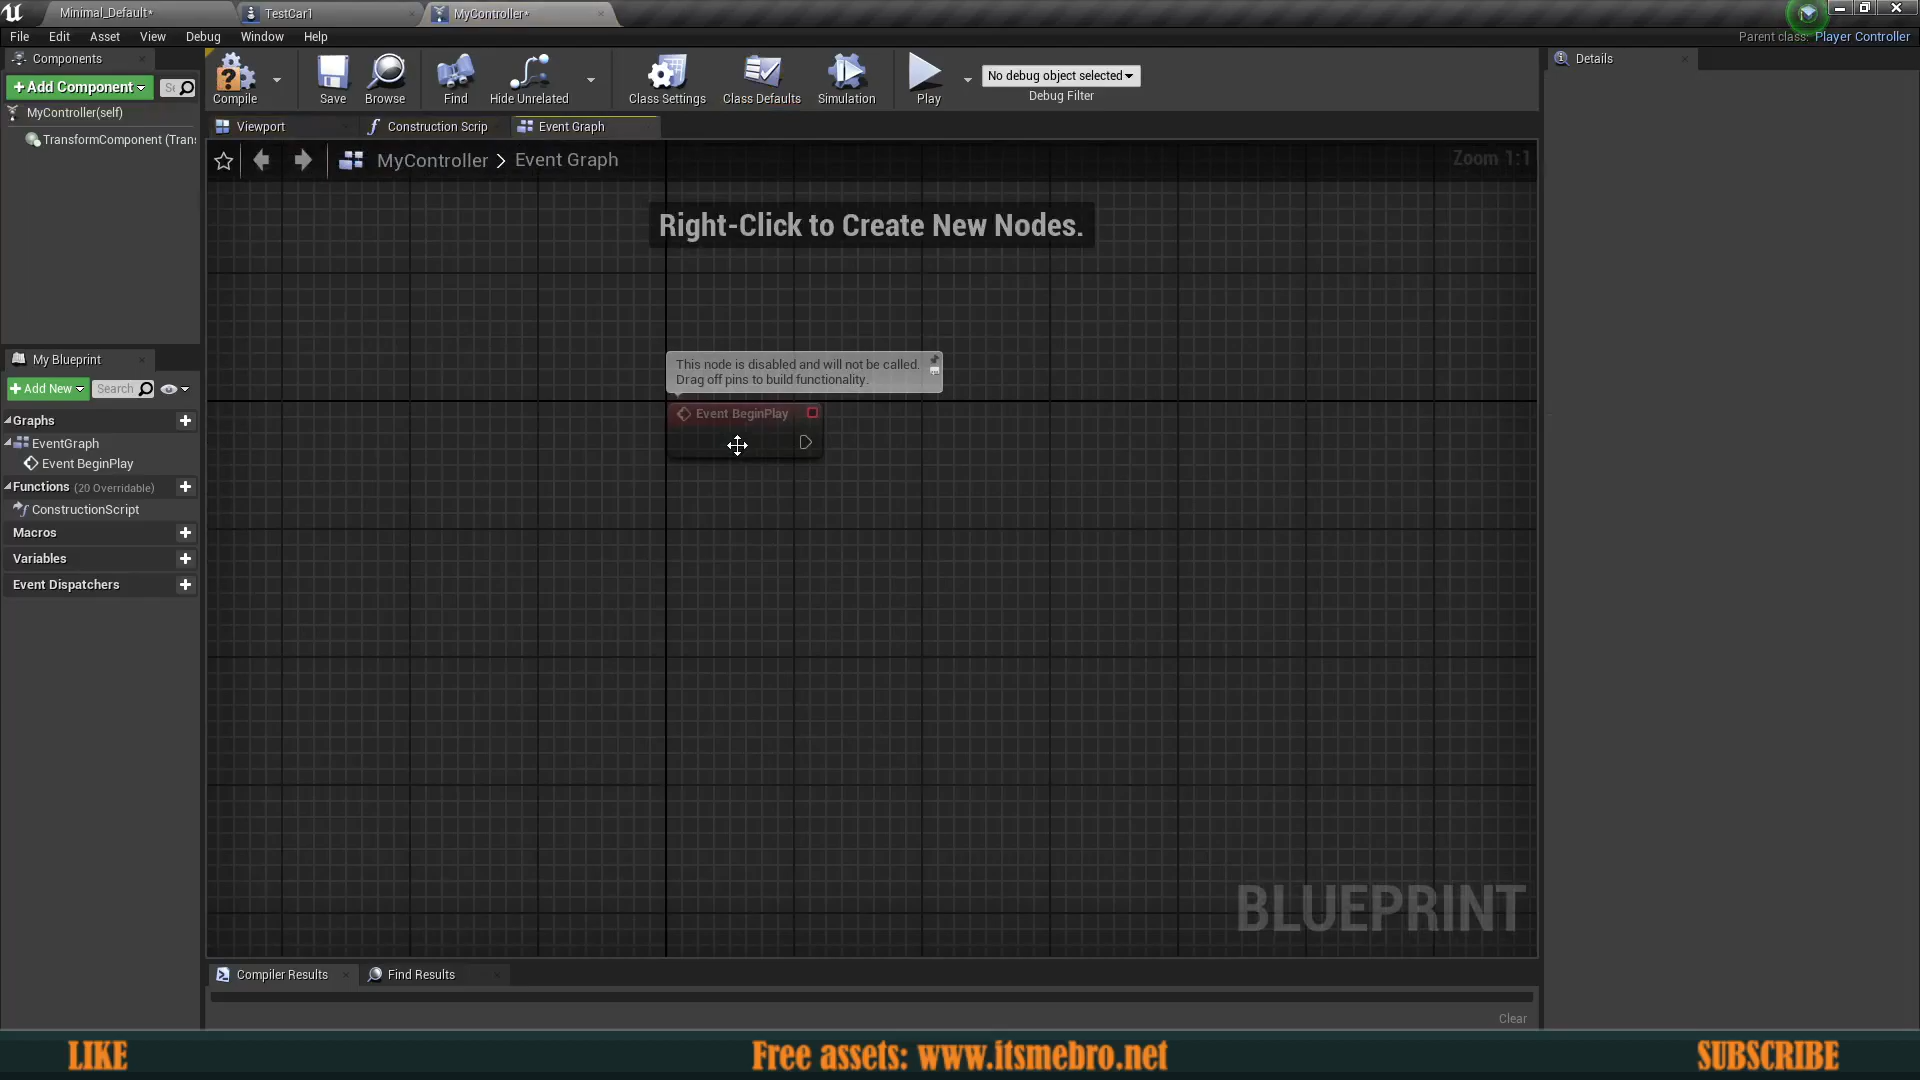 Minimal_Default*
TestCar1
MyController*
File Edit Asset View Debug Window Help
Parent class: Player Controller
Components
+Add Component
Se
MyController(self)
TransformComponent (Trans
Compile
Save
Browse
Find
Hide Unrelated
Class Settings
Class Defaults
Simulation
Play
No debug object selected
Debug Filter
Details
Viewport
Construction Scrip
Event Graph
MyController > Event Graph
Zoom 1:1
Right-Click to Create New Nodes.
This node is disabled and will not be called.
Drag off pins to build functionality.
Event BeginPlay
My Blueprint
+Add New
Search
Graphs
EventGraph
Event BeginPlay
Functions (20 Overridable)
ConstructionScript
Macros
Variables
Event Dispatchers
BLUEPRINT
Compiler Results
Find Results
Clear
LIKE
Free assets: www.itsmebro.net
SUBSCRIBE